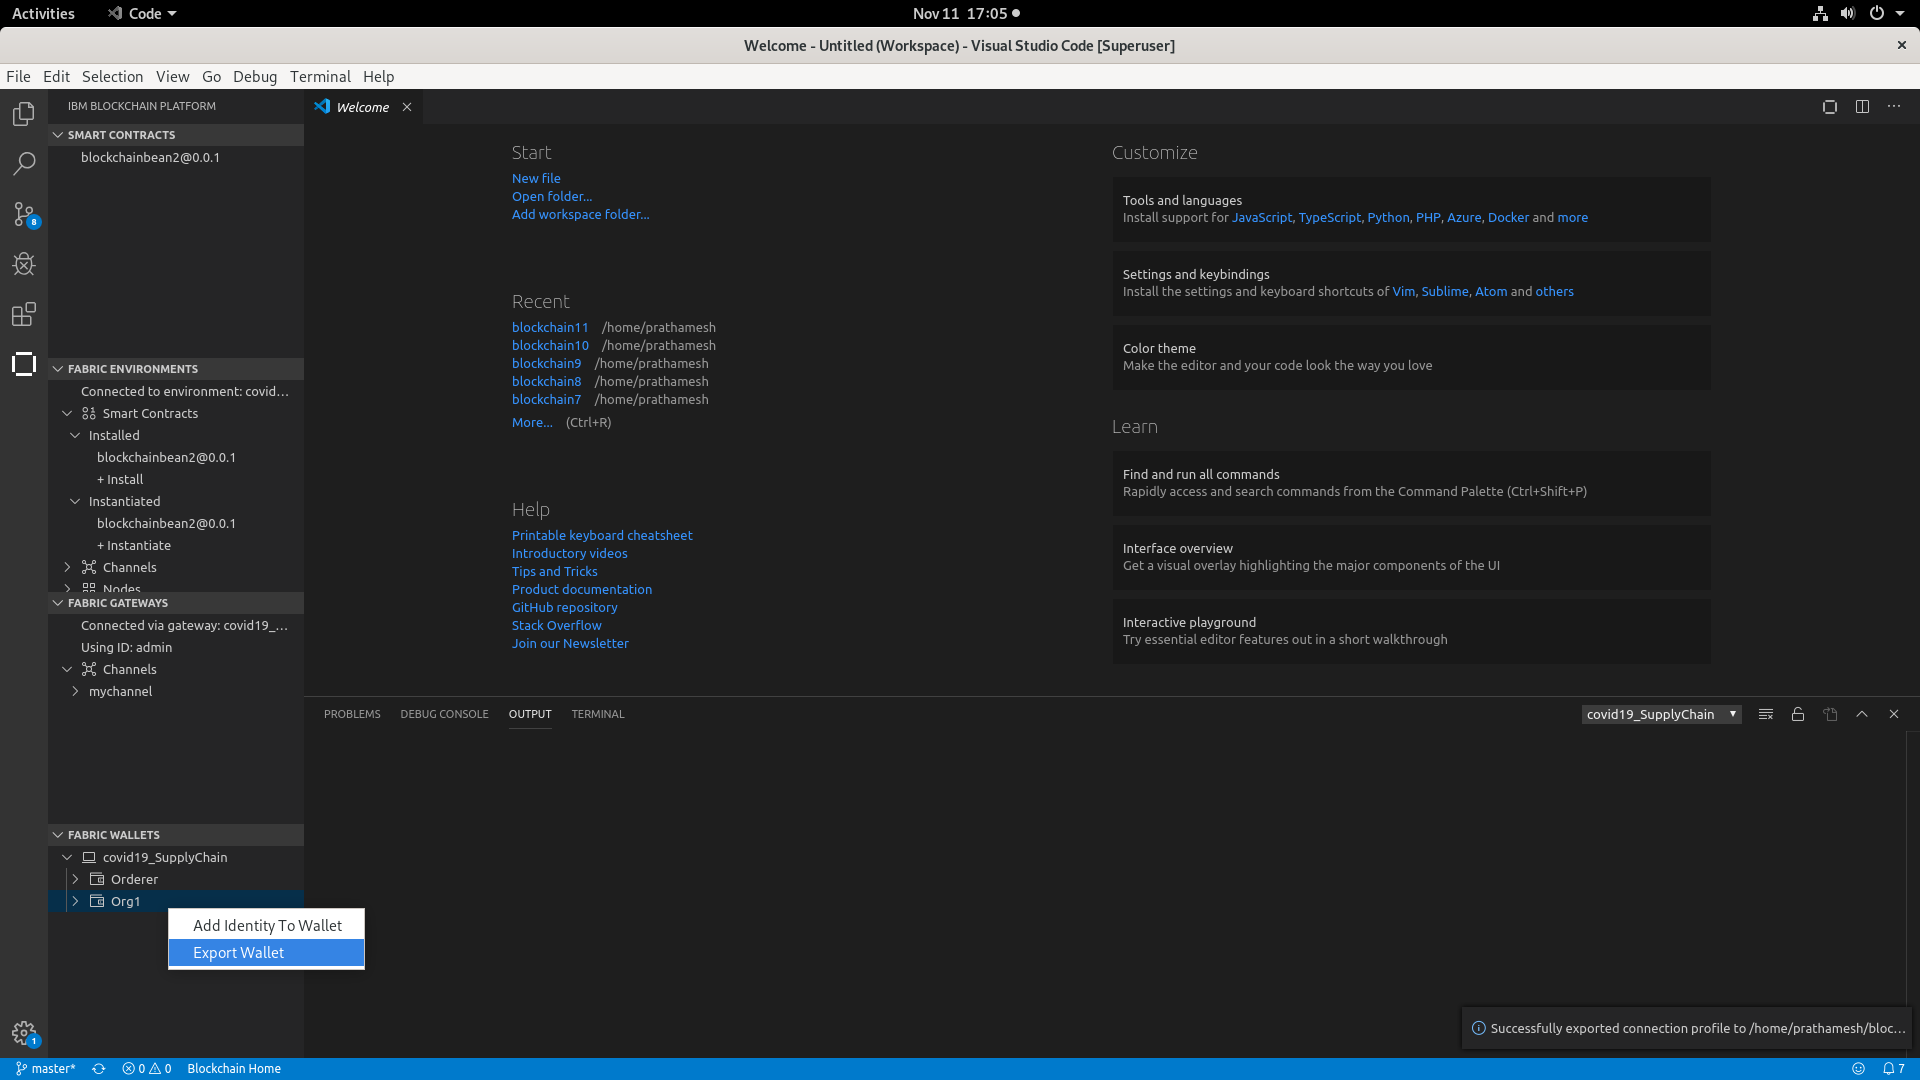 Activities
Code
Nov 11 17:05
Welcome - Untitled (Workspace) - Visual Studio Code [Superuser]
File Edit Selection View Go Debug Terminal Help
IBM BLOCKCHAIN PLATFORM
SMART CONTRACTS
blockchainbean2@0.0.1
8
FABRIC ENVIRONMENTS
Connected to environment: covid...
Smart Contracts
Installed
blockchainbean2@0.0.1
+ Install
Instantiated
blockchainbean2@0.0.1
+ Instantiate
Channels
Nodes
FABRIC GATEWAYS
Connected via gateway: covid19_...
Using ID: admin
Channels
mychannel
FABRIC WALLETS
covid19_SupplyChain
Orderer
Org1
Add Identity To Wallet
Export Wallet
1
Welcome
Start
New file
Open folder...
Add workspace folder...
Recent
blockchain11 /home/prathamesh
blockchain10 /home/prathamesh
blockchain9 /home/prathamesh
blockchain8 /home/prathamesh
blockchain7 /home/prathamesh
More... (Ctrl+R)
Help
Printable keyboard cheatsheet
Introductory videos
Tips and Tricks
Product documentation
GitHub repository
Stack Overflow
Join our Newsletter
Customize
Tools and languages
Install support for JavaScript, TypeScript, Python, PHP, Azure, Docker and more
Settings and keybindings
Install the settings and keyboard shortcuts of Vim, Sublime, Atom and others
Color theme
Make the editor and your code look the way you love
Learn
Find and run all commands
Rapidly access and search commands from the Command Palette (Ctrl+Shift+P)
Interface overview
Get a visual overlay highlighting the major components of the UI
Interactive playground
Try essential editor features out in a short walkthrough
PROBLEMS DEBUG CONSOLE OUTPUT TERMINAL
covid19_SupplyChain
Successfully exported connection profile to /home/prathamesh/bloc...
master* 0 0 Blockchain Home 7